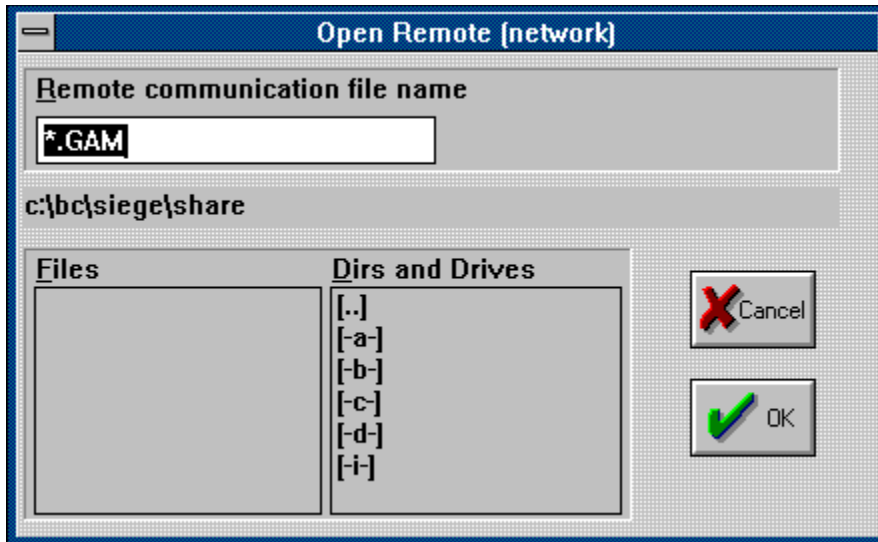 Open Remote (network)
Remote communication file name
*.GAM
c:\bc\siege\share
Files
Dirs and Drives
[..]
[-a-]
[-b-]
[-c-]
[-d-]
[-i-]
Cancel
OK